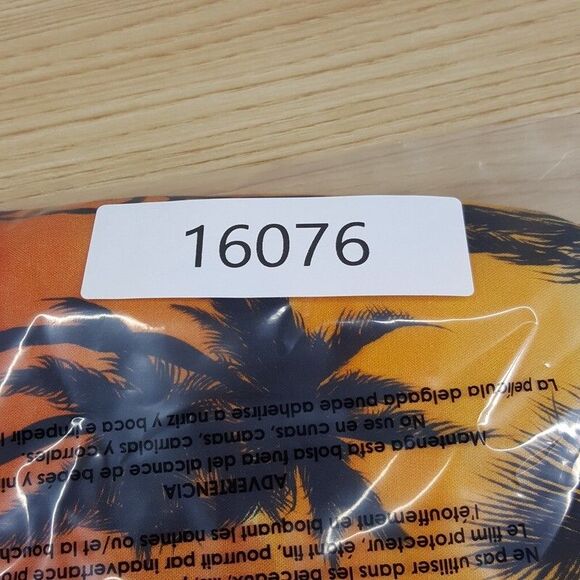 16076
Ne pas utiliser dans les berceaux,
Le film protecteur, étant fin, pourrait par inadvertance
l'étouffement en bloquant les narines ou/et la
ADVERTENCIA
Mantenga esta bolsa fuera del alcance de bebés y
No use en cunas, camas, carriolas y corrales.
La película delgada puede adherirse a nariz y boca e impedir